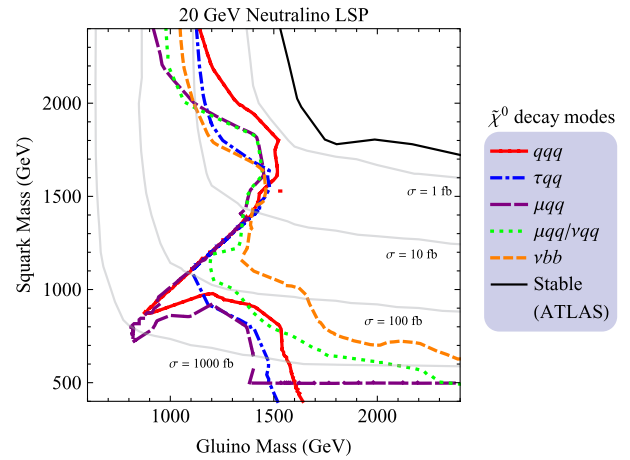 20 GeV Neutralino LSP
Squark Mass (GeV)
2000
1500
1000
500
σ = 1 fb
σ = 10 fb
σ = 100 fb
σ = 1000 fb
1000
1500
2000
Gluino Mass (GeV)
χ̃⁰ decay modes
qqq
τqq
μqq
μqq/νqq
νbb
Stable
(ATLAS)